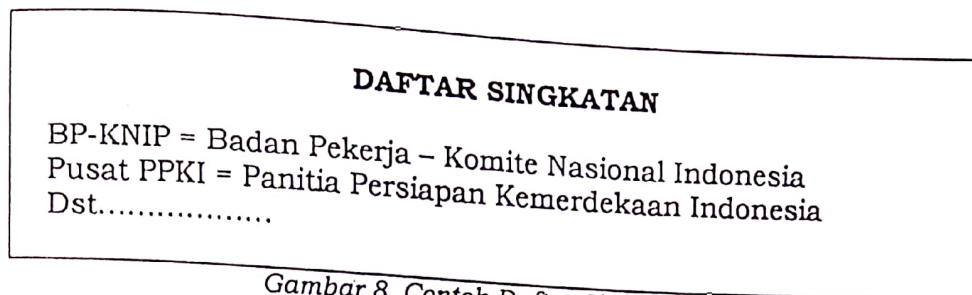 DAFTAR SINGKATAN
BP-KNIP = Badan Pekerja – Komite Nasional Indonesia
Pusat PPKI = Panitia Persiapan Kemerdekaan Indonesia
Dst..................
Gambar 8. Contoh